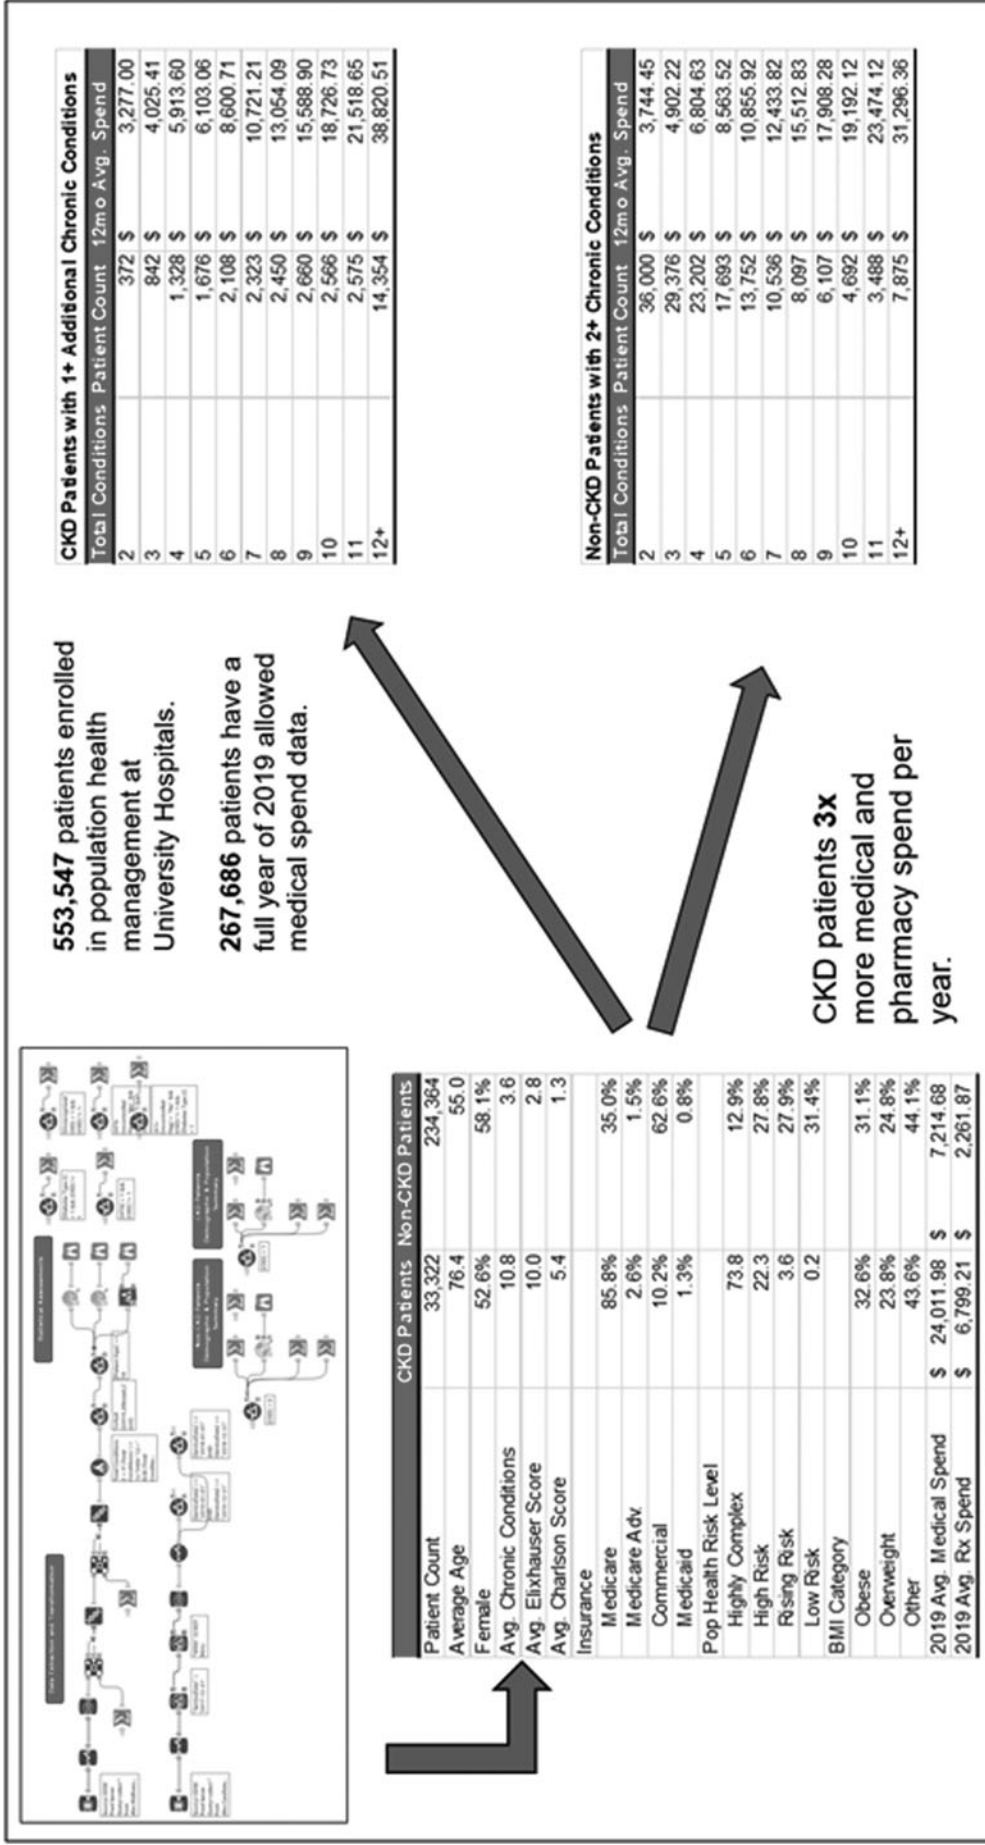 553,547 patients enrolled
in population health
management at
University Hospitals.
267,686 patients have a
full year of 2019 allowed
medical spend data.
CKD Patients Non-CKD Patients
Patient Count 33,322 234,364
Average Age 76.4 55.0
Female 52.6% 58.1%
Avg. Chronic Conditions 10.8 3.6
Avg. Elixhauser Score 10.0 2.8
Avg. Charlson Score 5.4 1.3
Insurance
Medicare 85.8% 35.0%
Medicare Adv. 2.6% 1.5%
Commercial 10.2% 62.6%
Medicaid 1.3% 0.8%
Pop Health Risk Level
Highly Complex 73.8 12.9%
High Risk 22.3 27.8%
Rising Risk 3.6 27.9%
Low Risk 0.2 31.4%
BMI Category
Obese 32.6% 31.1%
Overweight 23.8% 24.8%
Other 43.6% 44.1%
2019 Avg. Medical Spend $ 24,011.98 $ 7,214.68
2019 Avg. Rx Spend $ 6,799.21 $ 2,261.87
CKD patients 3x
more medical and
pharmacy spend per
year.
CKD Patients with 1+ Additional Chronic Conditions
Total Conditions Patient Count 12mo Avg. Spend
2 372 $ 3,277.00
3 842 $ 4,025.41
4 1,328 $ 5,913.60
5 1,676 $ 6,103.06
6 2,108 $ 8,600.71
7 2,323 $ 10,721.21
8 2,450 $ 13,054.09
9 2,660 $ 15,588.90
10 2,566 $ 18,726.73
11 2,575 $ 21,518.65
12+ 14,354 $ 38,820.51
Non-CKD Patients with 2+ Chronic Conditions
Total Conditions Patient Count 12mo Avg. Spend
2 36,000 $ 3,744.45
3 29,376 $ 4,902.22
4 23,202 $ 6,804.63
5 17,693 $ 8,563.52
6 13,752 $ 10,855.92
7 10,536 $ 12,433.82
8 8,097 $ 15,512.83
9 6,107 $ 17,908.28
10 4,692 $ 19,192.12
11 3,488 $ 23,474.12
12+ 7,875 $ 31,296.36